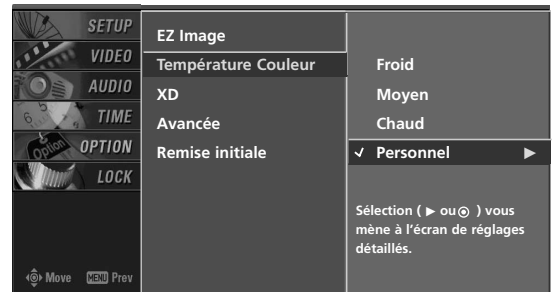 SETUP
VIDEO
AUDIO
TIME
OPTION
LOCK
Move MENU Prev
EZ Image
Température Couleur
XD
Avancée
Remise initiale
Froid
Moyen
Chaud
✓ Personnel ▶
Sélection ( ▶ ou ⊙ ) vous
mène à l'écran de réglages
détaillés.
Option